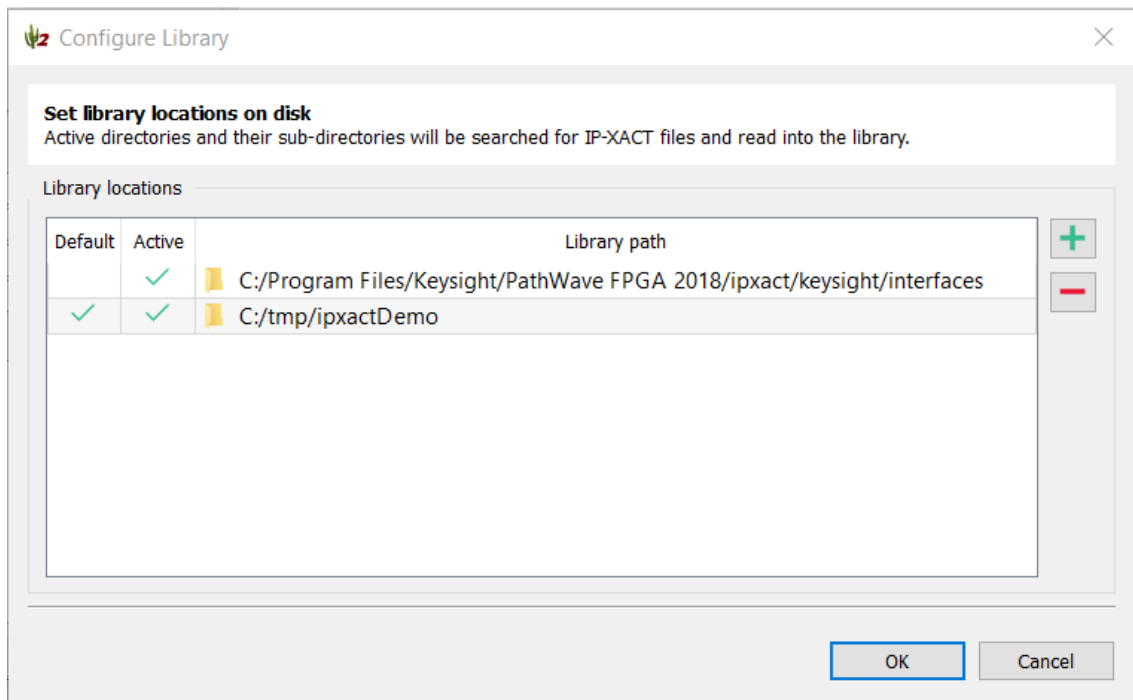 2 Configure Library
Set library locations on disk
Active directories and their sub-directories will be searched for IP-XACT files and read into the library.
Library locations
Default Active Library path
C:/Program Files/Keysight/PathWave FPGA 2018/ipxact/keysight/interfaces
C:/tmp/ipxactDemo
OK Cancel